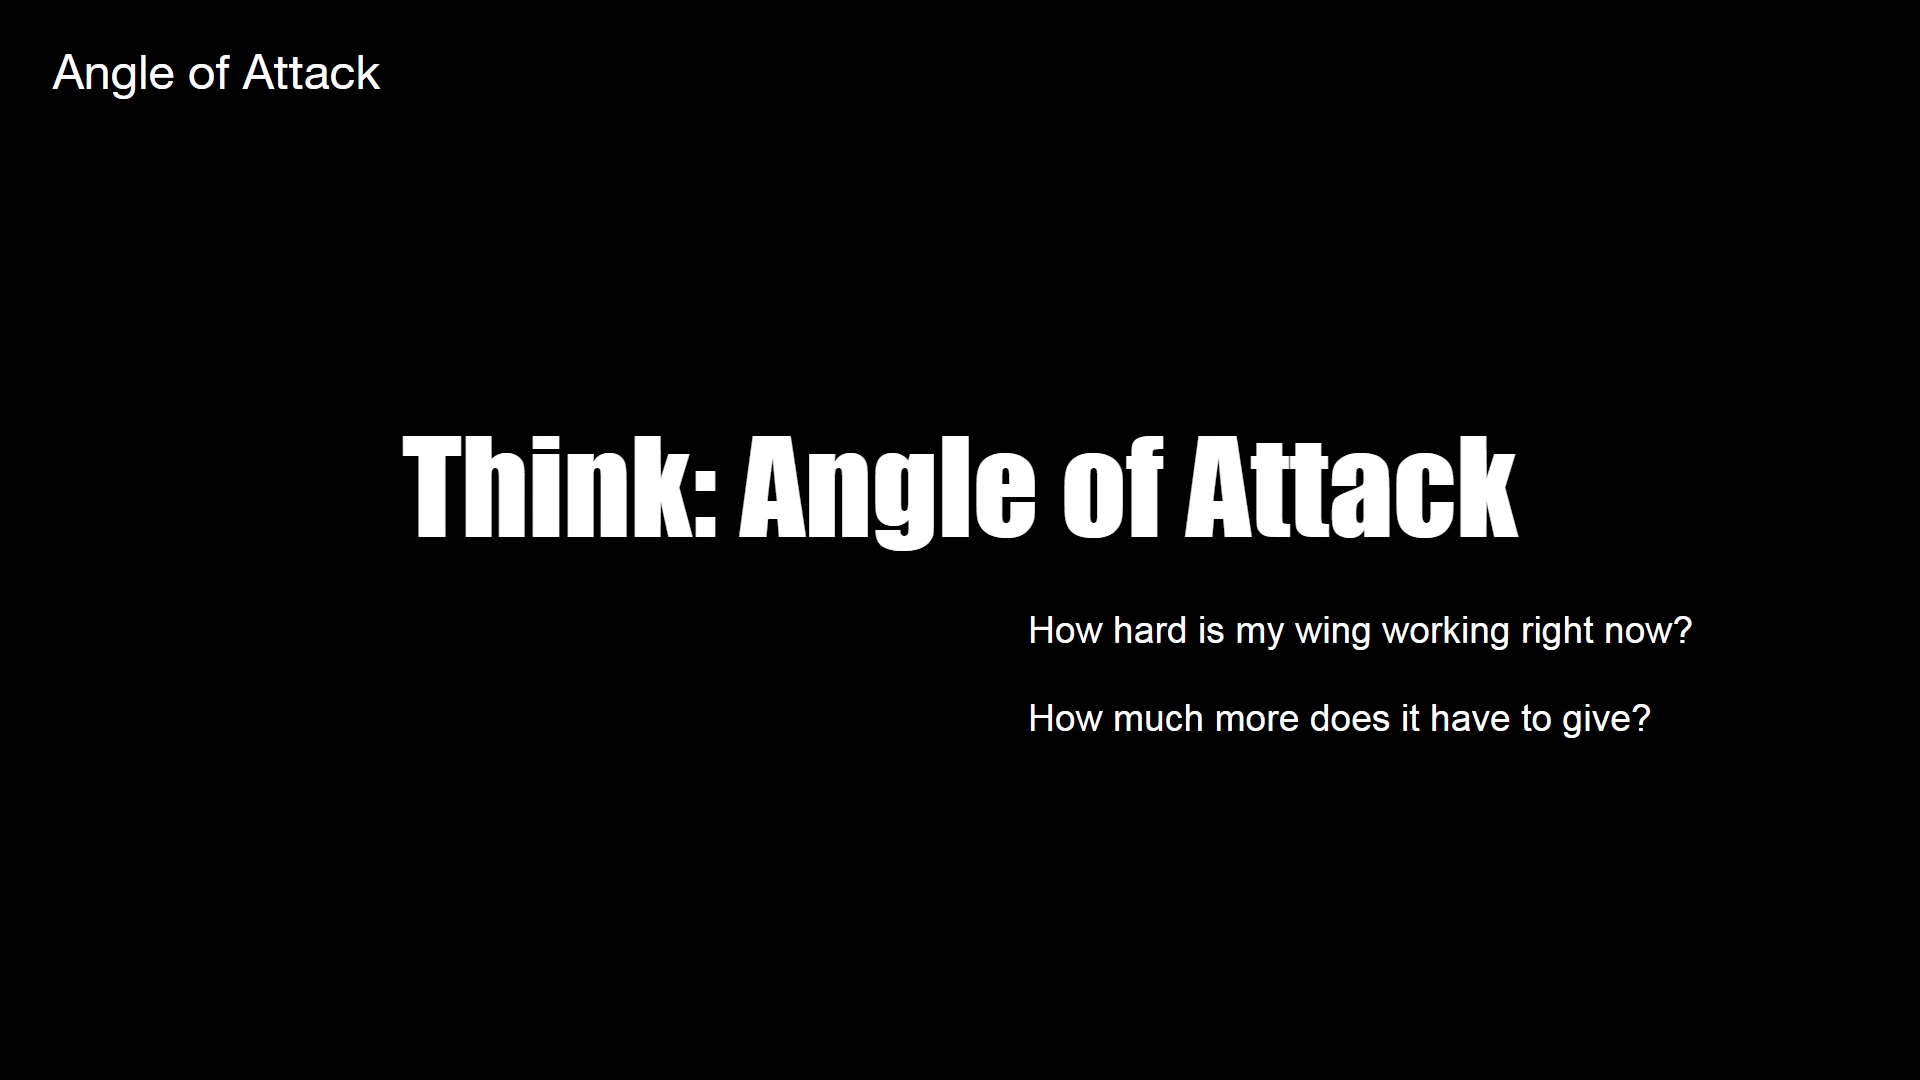 Angle of Attack
Think: Angle of Attack
How hard is my wing working right now?
How much more does it have to give?